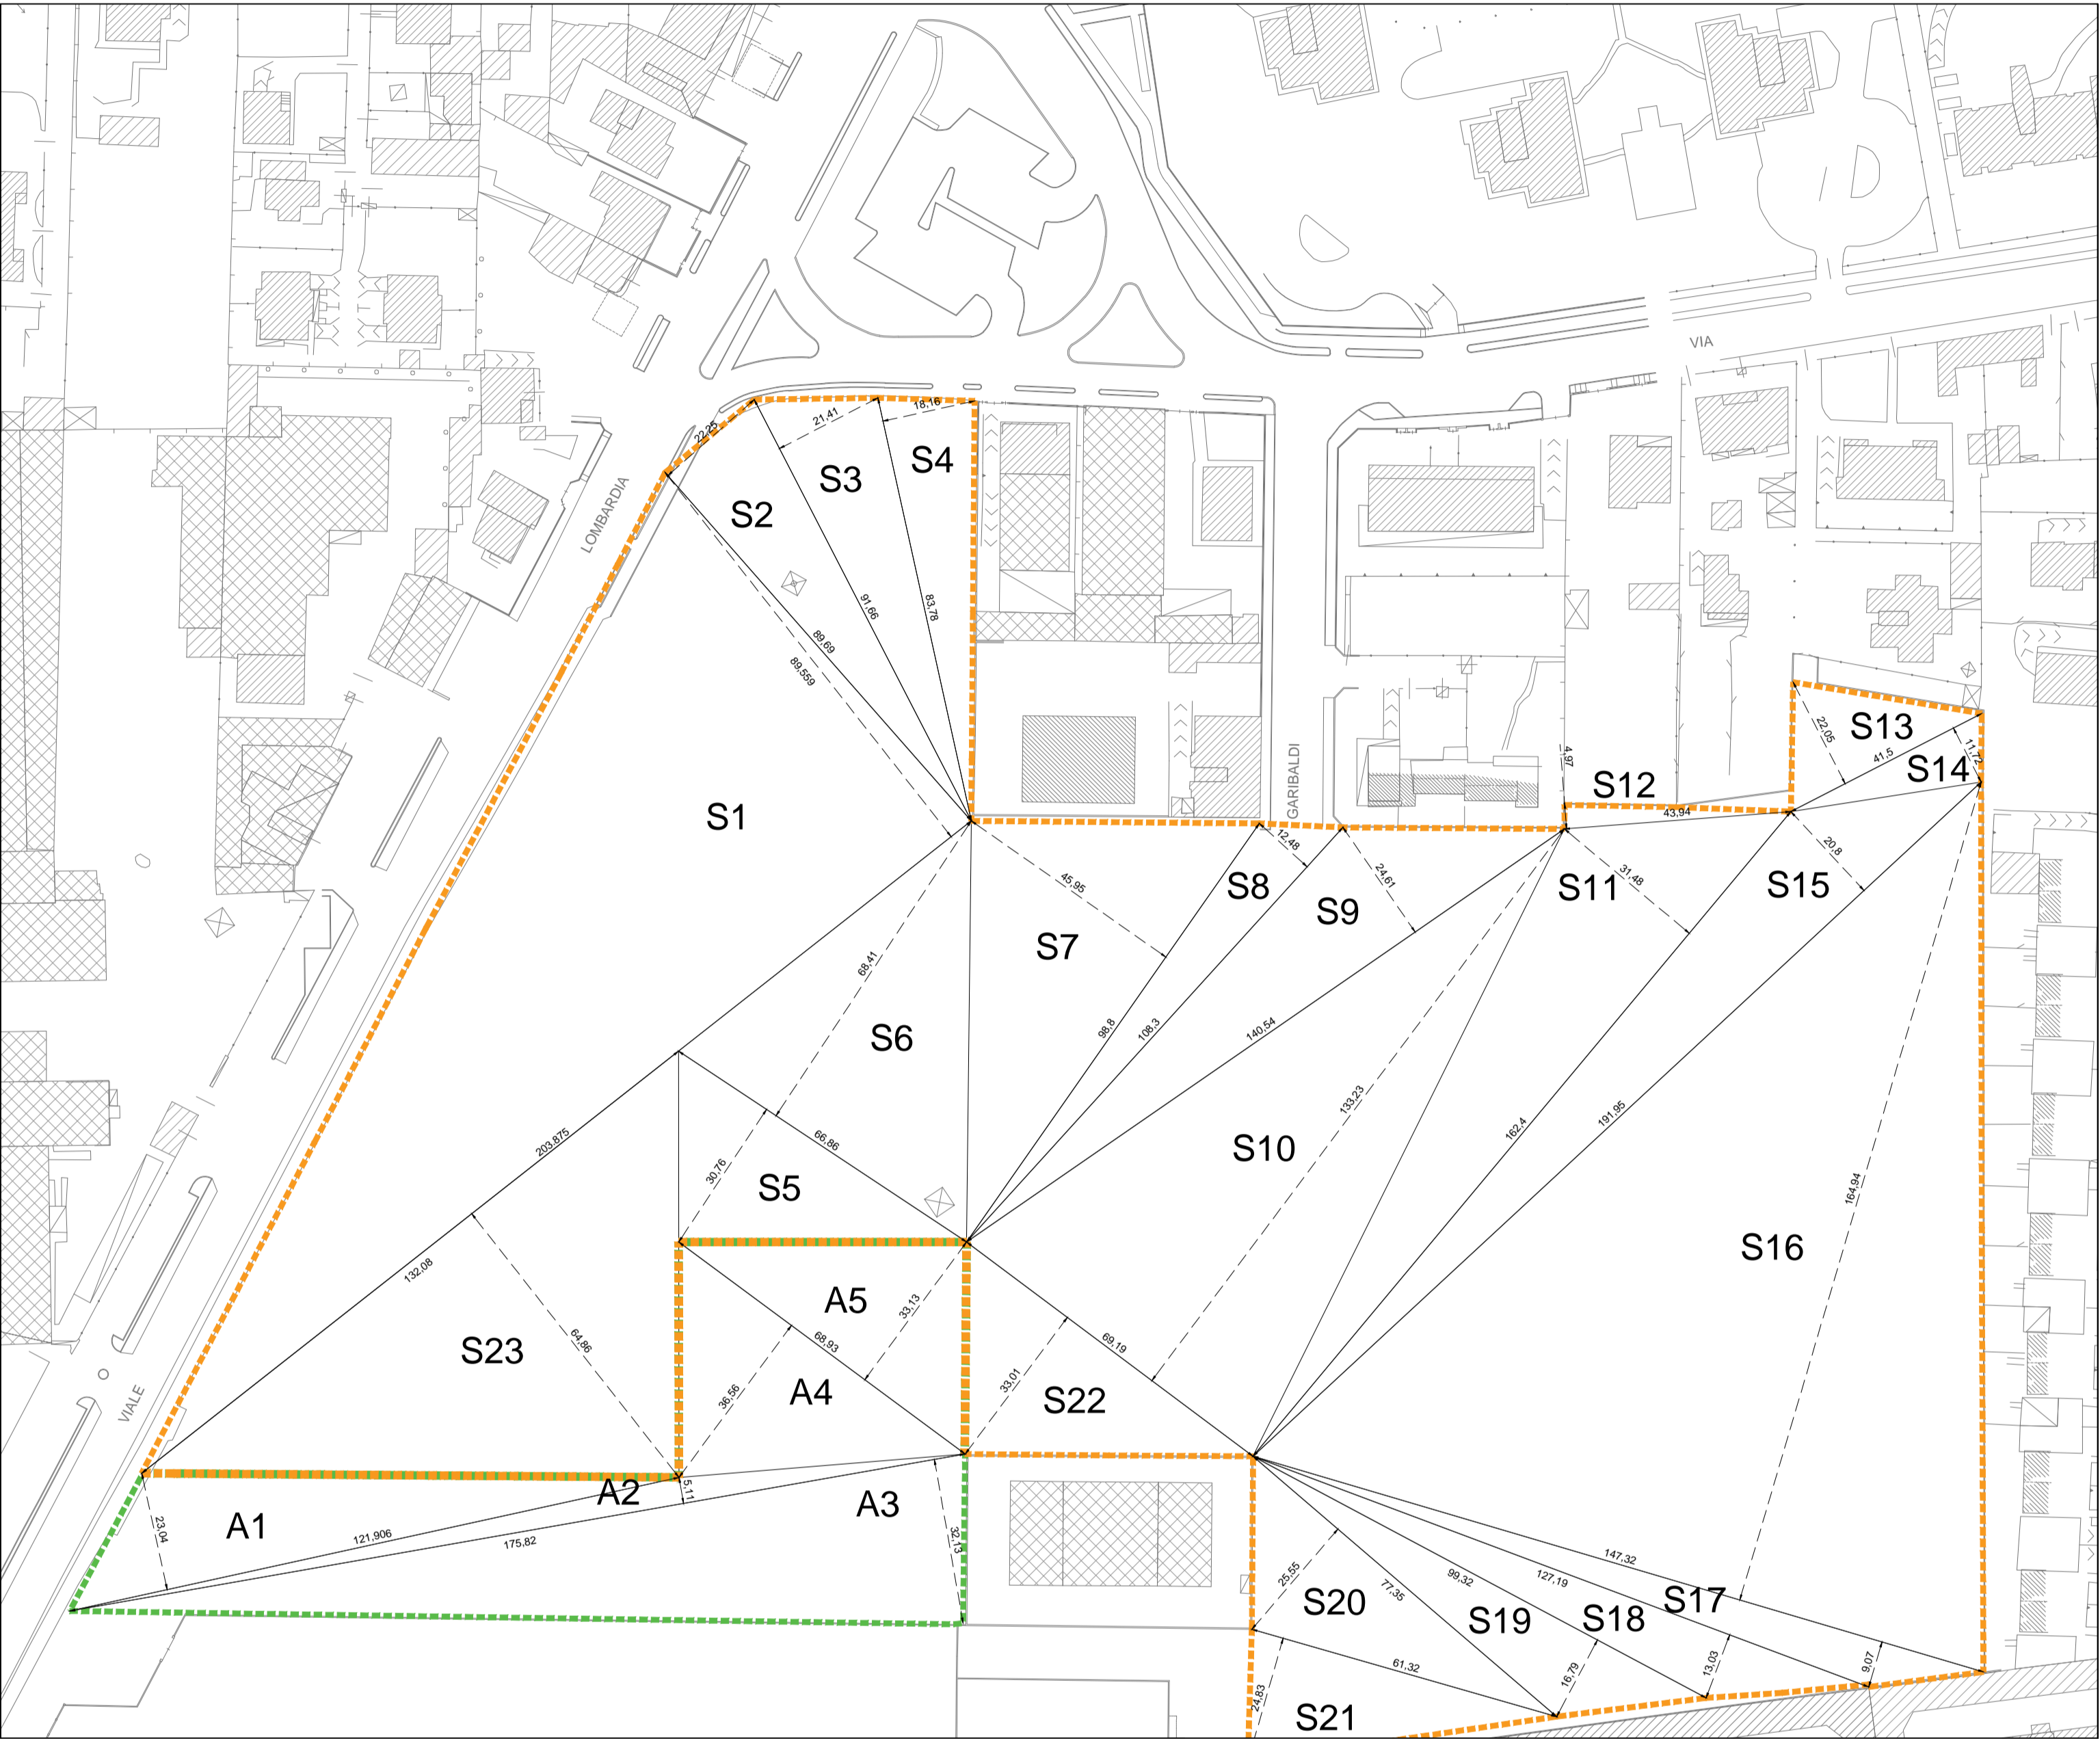 VIA
LOMBARDIA
22,25
21,41
18,16
S4
S3
S2
91,66
83,78
89,69
89,559
S1
GARIBALDI
4,97
S12
43,94
S13
22,05
41,5
11,72
S14
12,48
24,61
31,48
20,8
45,95
S8
S9
S11
S15
S7
68,41
S6
98,8
108,3
140,54
133,23
162,4
191,95
164,94
203,875
66,86
30,76
S10
S5
S16
132,08
64,86
S23
A5
33,13
68,93
36,56
A4
33,01
69,19
S22
VIALE
A2
5,11
A1
23,04
A3
121,906
175,82
32,13
147,32
127,19
99,32
77,35
25,55
S20
S19
S18
S17
61,32
16,79
13,03
9,07
24,83
S21